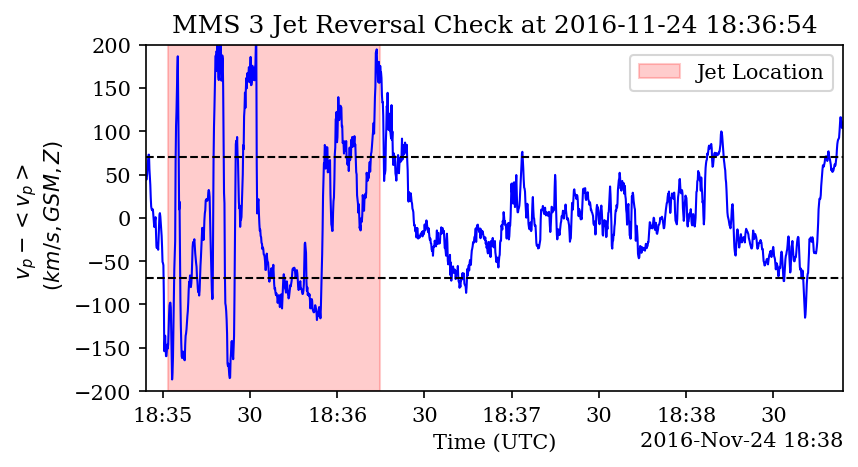 MMS 3 Jet Reversal Check at 2016-11-24 18:36:54
Jet Location
v_p − < v_p >
(km/s, GSM, Z)
200
150
100
50
0
−50
−100
−150
−200
18:35
30
18:36
30
18:37
30
18:38
30
Time (UTC)
2016-Nov-24 18:38